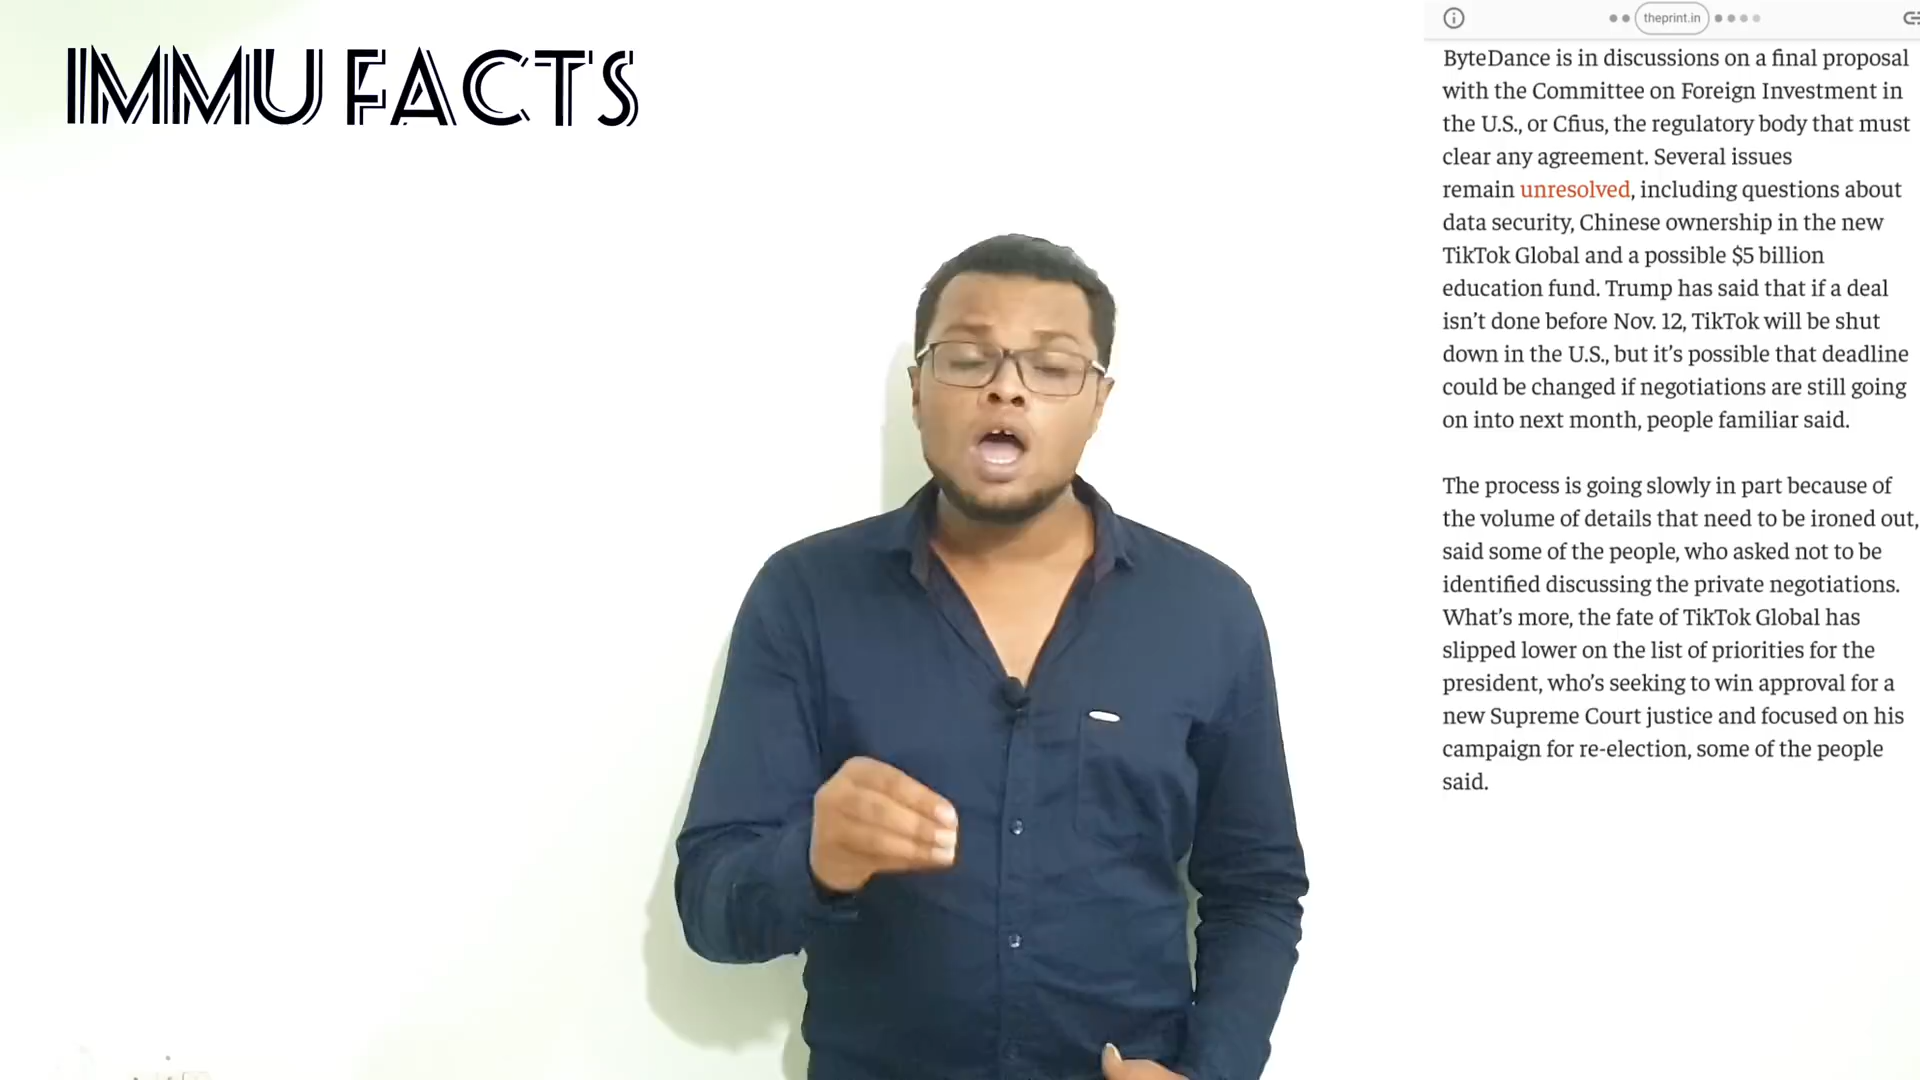 IMMU FACTS
theprint.in
ByteDance is in discussions on a final proposal
with the Committee on Foreign Investment in
the U.S., or Cfius, the regulatory body that must
clear any agreement. Several issues
remain unresolved, including questions about
data security, Chinese ownership in the new
TikTok Global and a possible $5 billion
education fund. Trump has said that if a deal
isn’t done before Nov. 12, TikTok will be shut
down in the U.S., but it’s possible that deadline
could be changed if negotiations are still going
on into next month, people familiar said.
The process is going slowly in part because of
the volume of details that need to be ironed out,
said some of the people, who asked not to be
identified discussing the private negotiations.
What’s more, the fate of TikTok Global has
slipped lower on the list of priorities for the
president, who’s seeking to win approval for a
new Supreme Court justice and focused on his
campaign for re-election, some of the people
said.